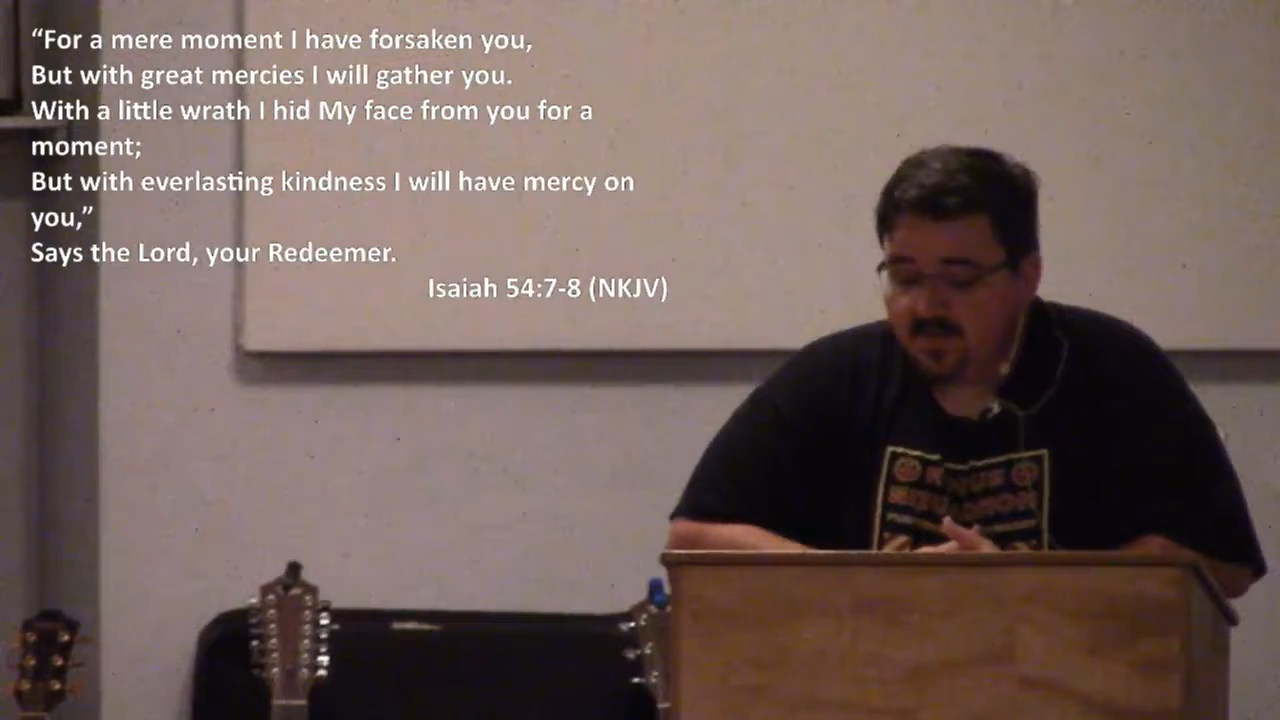 “For a mere moment I have forsaken you,
But with great mercies I will gather you.
With a little wrath I hid My face from you for a
moment;
But with everlasting kindness I will have mercy on
you,”
Says the Lord, your Redeemer.
Isaiah 54:7-8 (NKJV)